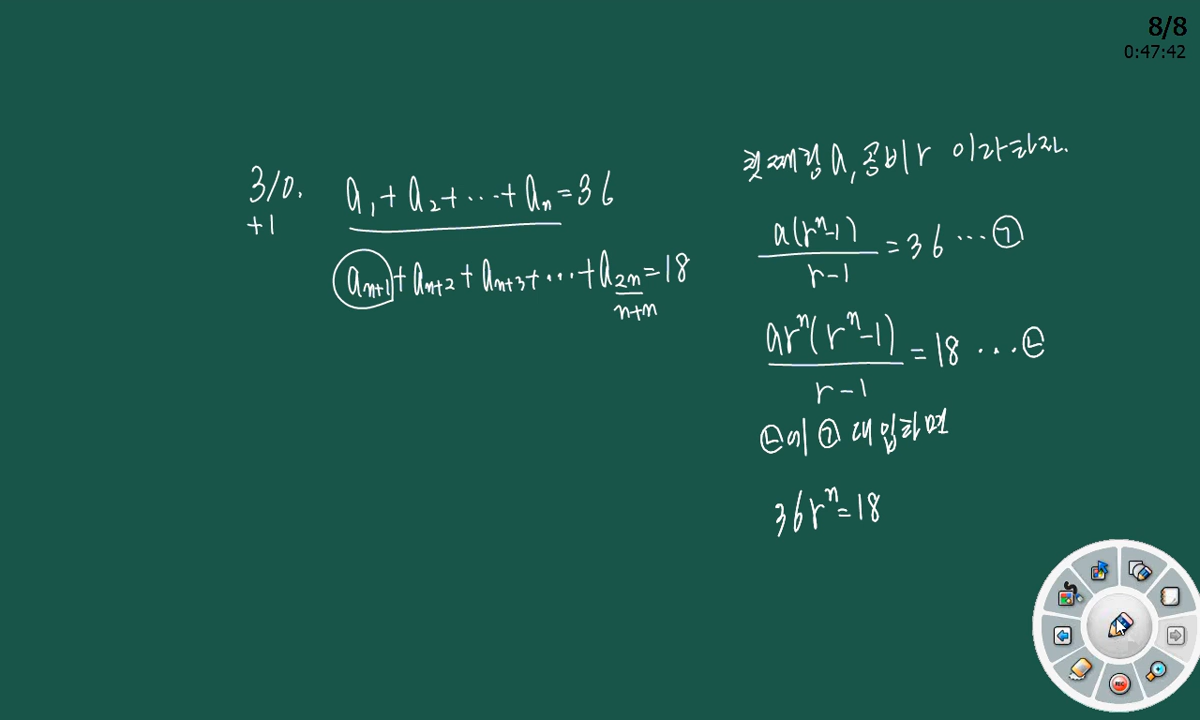 8/8
0:47:42
310.
+1
a₁+a₂+⋯+aₙ=36
aₙ₊₁+aₙ₊₂+aₙ₊₃+⋯+a₂ₙ=18
n+n
첫째항 a, 공비 r 이라하자.
a(rⁿ-1)/r-1 = 36 ⋯ ㉠
arⁿ(rⁿ-1)/r-1 = 18 ⋯ ㉡
㉡에 ㉠ 대입하면
36rⁿ=18
REC